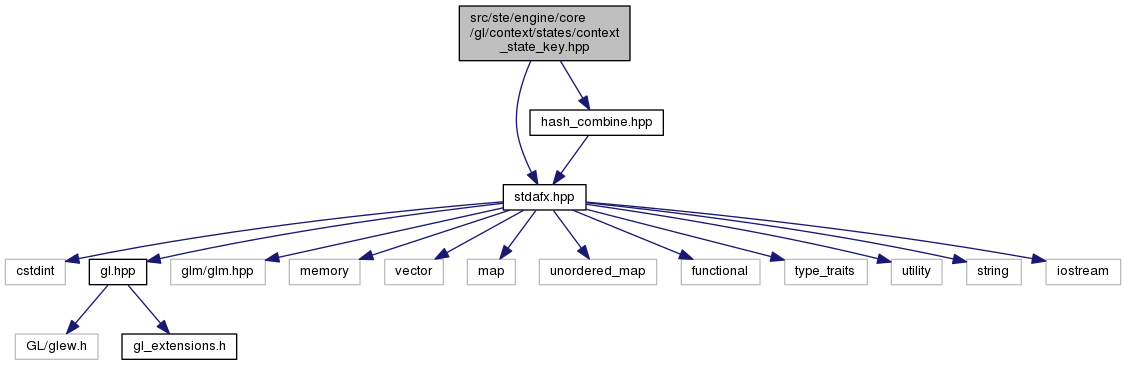 src/ste/engine/core
/gl/context/states/context
_state_key.hpp
hash_combine.hpp
stdafx.hpp
cstdint
gl.hpp
glm/glm.hpp
memory
vector
map
unordered_map
functional
type_traits
utility
string
iostream
GL/glew.h
gl_extensions.h